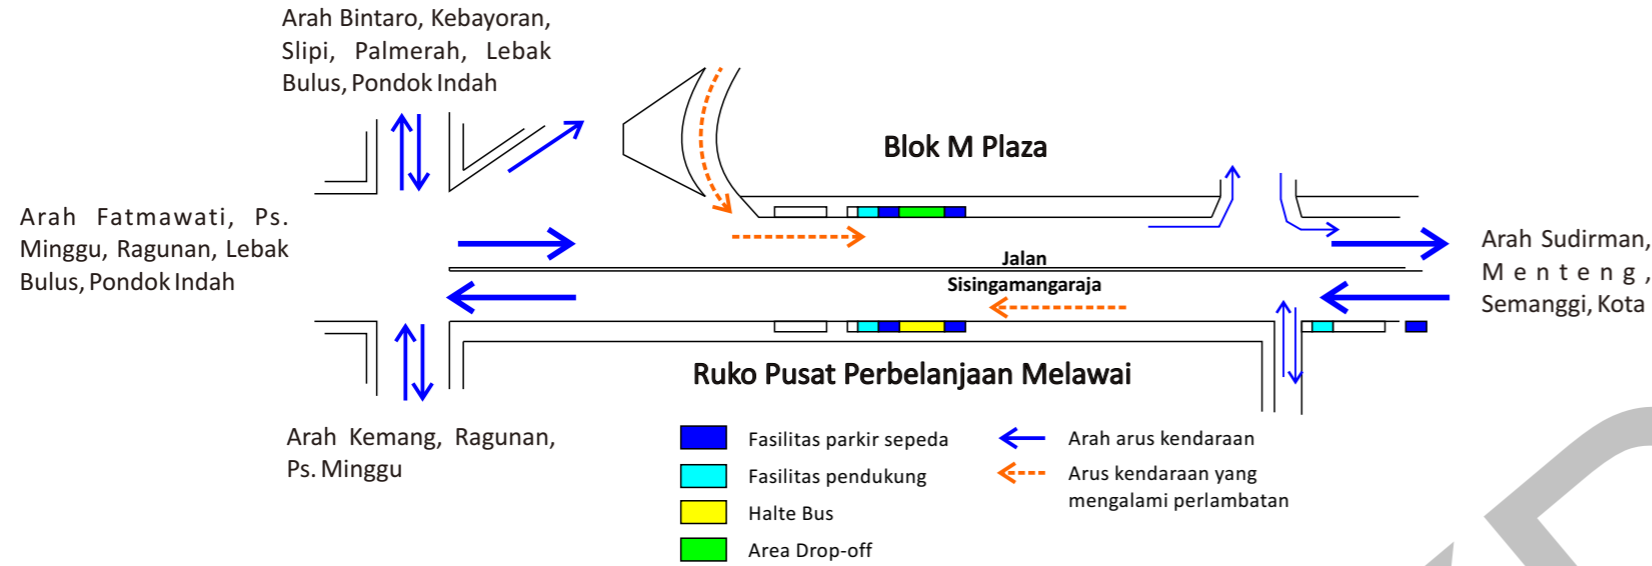 Arah Bintaro, Kebayoran,
Slipi, Palmerah, Lebak
Bulus, Pondok Indah
Blok M Plaza
Arah Fatmawati, Ps.
Minggu, Ragunan, Lebak
Bulus, Pondok Indah
Jalan
Sisingamangaraja
Arah Sudirman,
Menteng,
Semanggi, Kota
Ruko Pusat Perbelanjaan Melawai
Arah Kemang, Ragunan,
Ps. Minggu
Fasilitas parkir sepeda
Fasilitas pendukung
Halte Bus
Area Drop-off
Arah arus kendaraan
Arus kendaraan yang
mengalami perlambatan